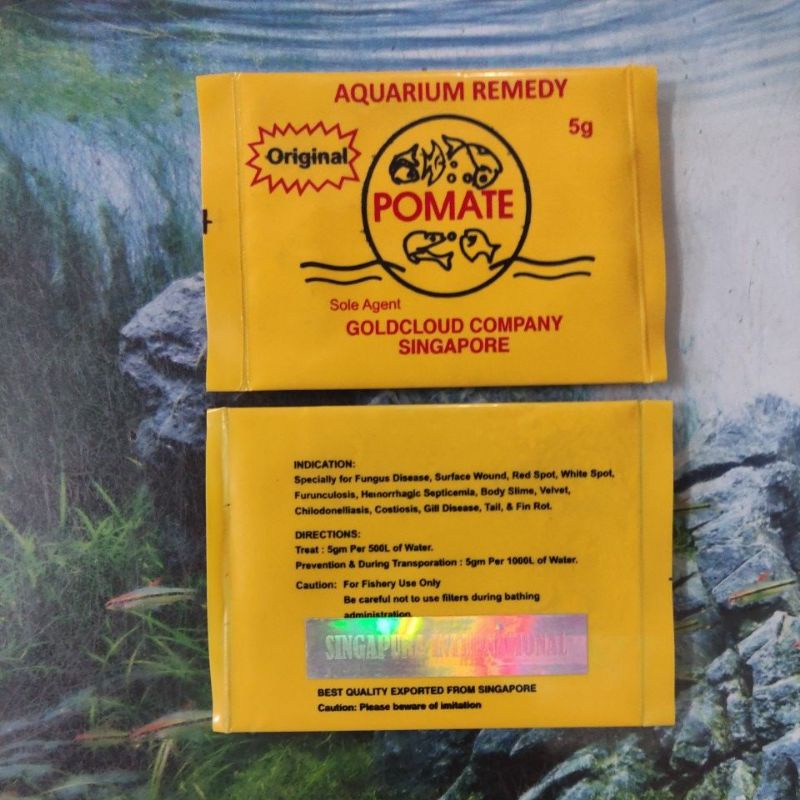 AQUARIUM REMEDY
5g
Original
POMATE
Sole Agent
GOLDCLOUD COMPANY
SINGAPORE
INDICATION:
Specially for Fungus Disease, Surface Wound, Red Spot, White Spot,
Furunculosis, Hemorrhagic Septicemia, Body Slime, Velvet,
Chilodonelliasis, Costiosis, Gill Disease, Tail, & Fin Rot.
DIRECTIONS:
Treat : 5gm Per 500L of Water.
Prevention & During Transporation : 5gm Per 1000L of Water.
Caution: For Fishery Use Only
Be careful not to use filters during bathing
administration.
SINGAPURE INTERNATIONAL
BEST QUALITY EXPORTED FROM SINGAPORE
Caution: Please beware of imitation